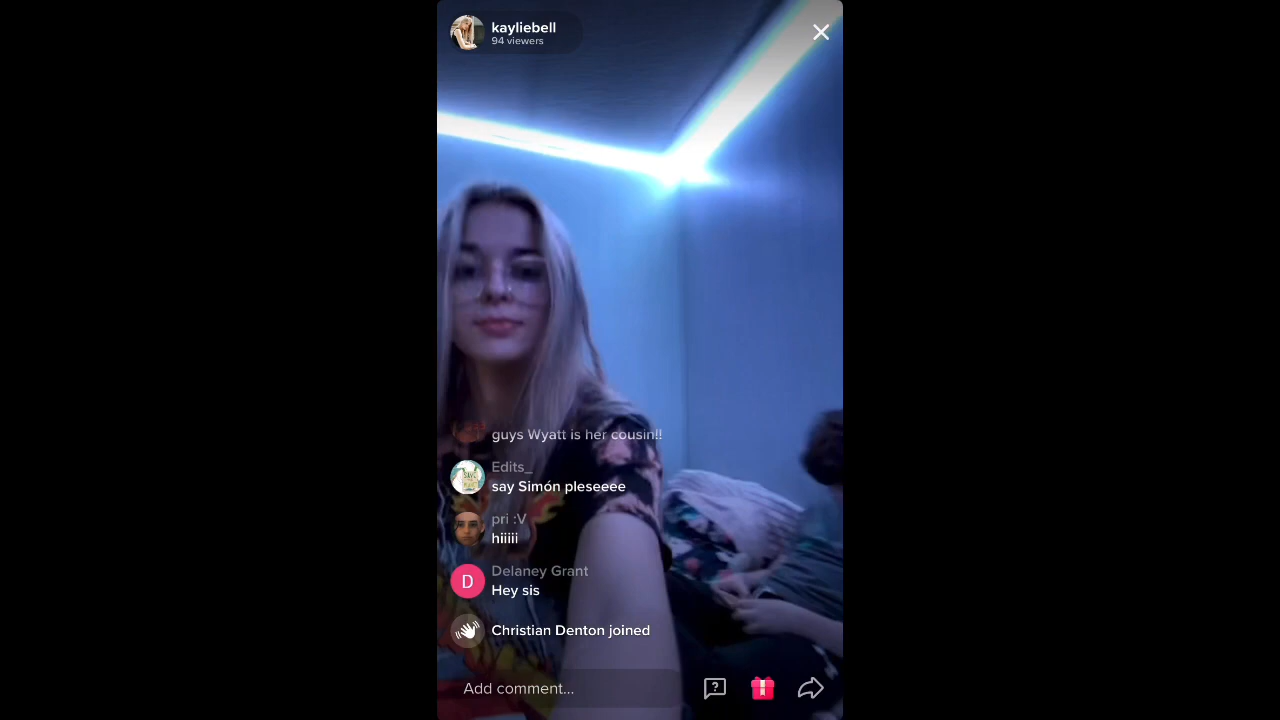 kayliebell
94 viewers
guys Wyatt is her cousin!!
Edits_
say Simón pleseeee
pri :V
hiiiii
D
Delaney Grant
Hey sis
Christian Denton joined
Add comment...
?